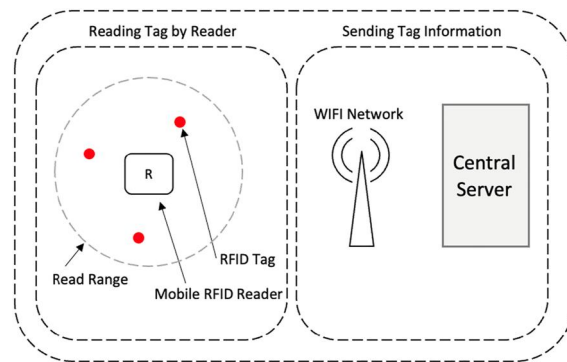 Reading Tag by Reader
Sending Tag Information
WIFI Network
R
Central
Server
RFID Tag
Read Range
Mobile RFID Reader